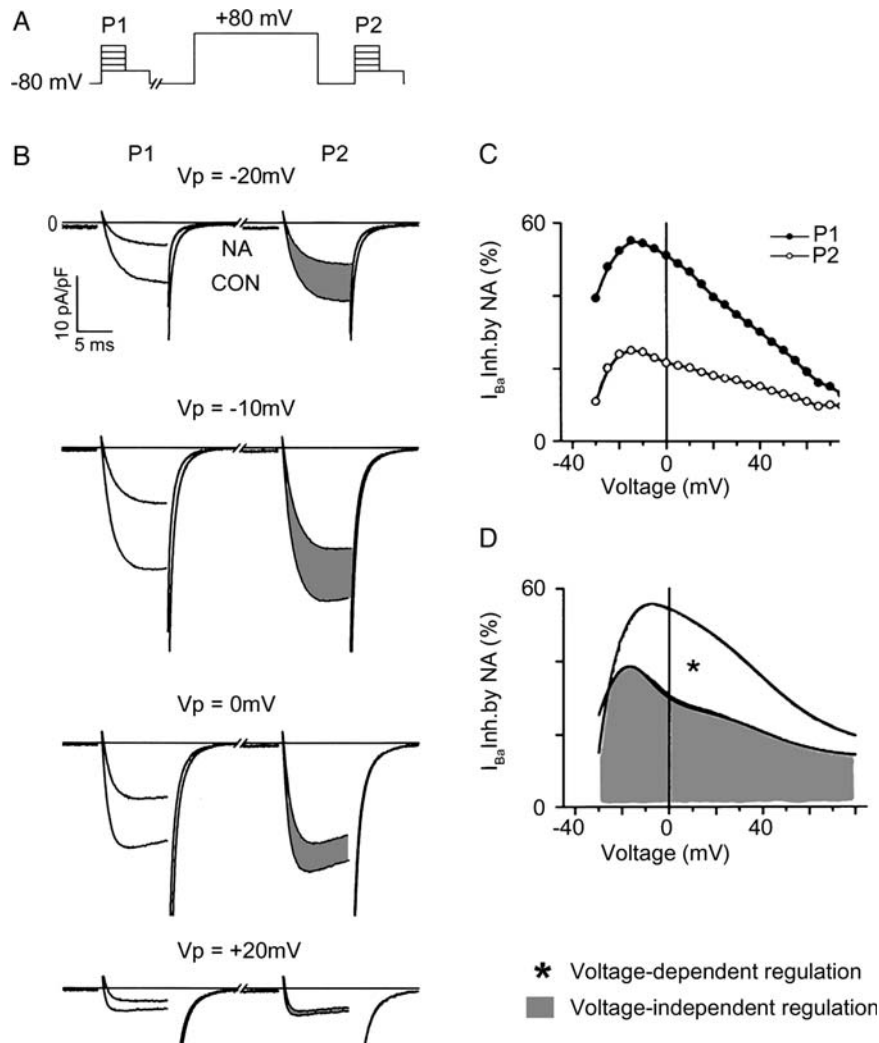 A
P1
+80 mV
P2
-80 mV
B
P1
P2
Vp = -20mV
0
NA
CON
10 pA/pF
5 ms
Vp = -10mV
Vp = 0mV
Vp = +20mV
C
60
P1
P2
I_Ba Inh.by NA (%)
0
-40
0
40
Voltage (mV)
D
60
*
I_Ba Inh.by NA (%)
0
-40
0
40
Voltage (mV)
* Voltage-dependent regulation
Voltage-independent regulation